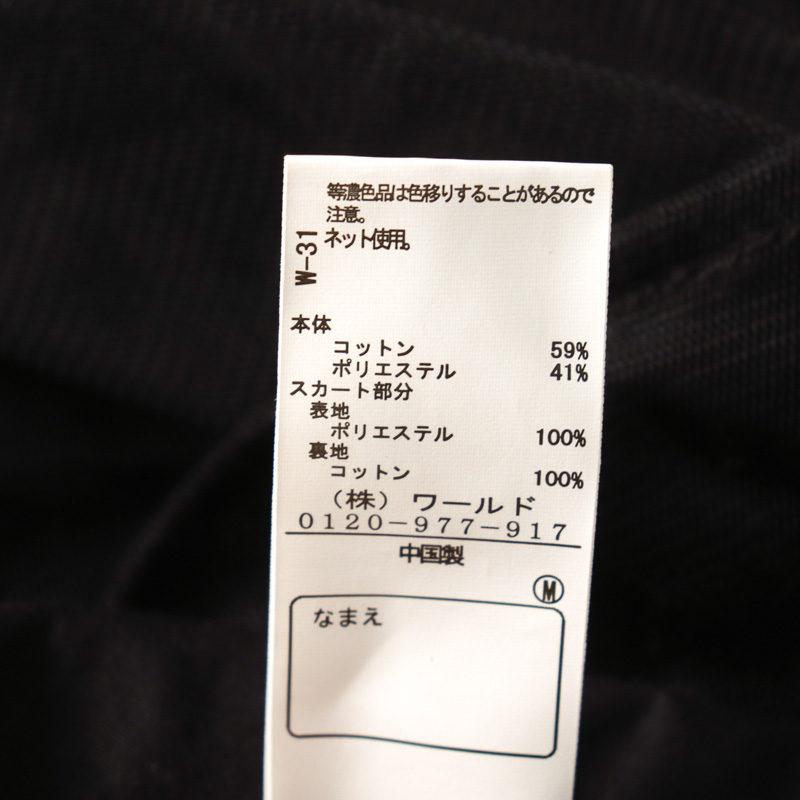 等濃色品は色移りすることがあるので
注意。
ネット使用。
W-31
本体
コットン 59%
ポリエステル 41%
スカート部分
表地
ポリエステル 100%
裏地
コットン 100%
（株）ワールド
0120-977-917
中国製
M
なまえ